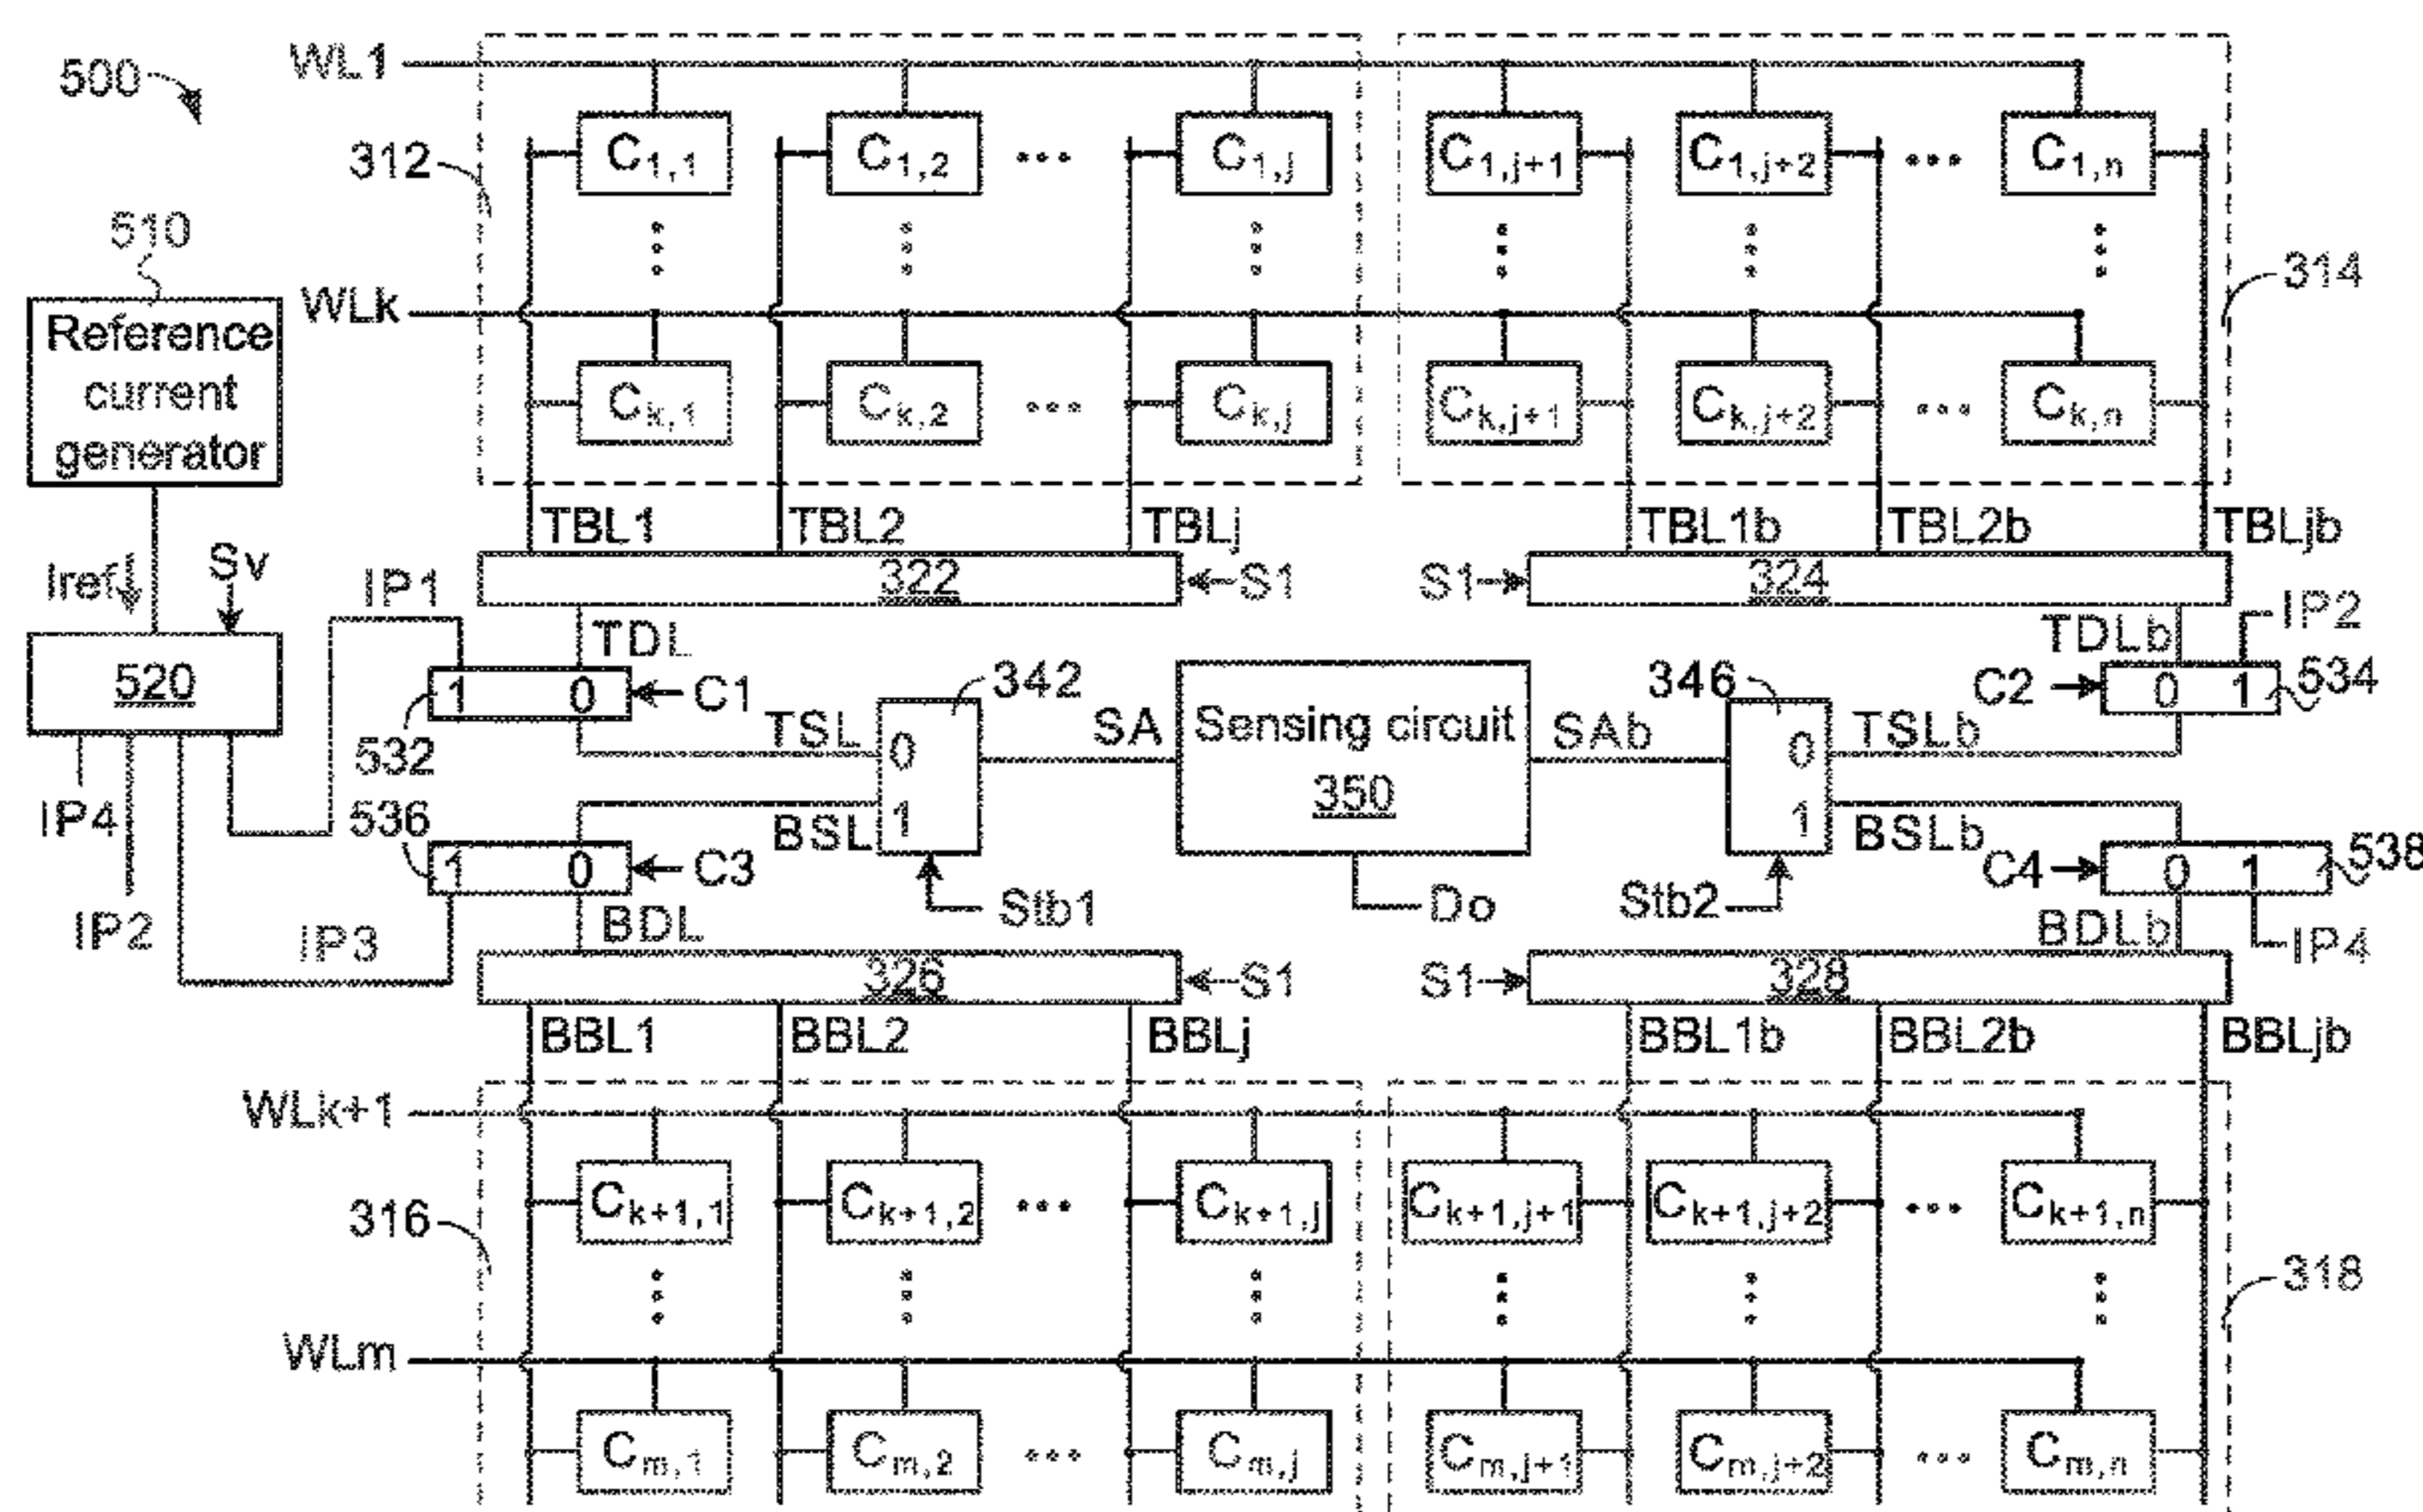 500
WL1
312
C1,1 C1,2 ••• C1,j C1,j+1 C1,j+2 ••• C1,n
314
510
Reference
current
generator
WLk
Ck,1 Ck,2 ••• Ck,j Ck,j+1 Ck,j+2 ••• Ck,n
TBL1 TBL2 TBLj TBL1b TBL2b TBLjb
Iref
Sv
IP1
322 S1 S1 324
IP2
TDL TDLb
520
1 0 C1
532
342
346
C2 0 1 534
TSL SA SAb TSLb
Sensing circuit
350
0
1
0
1
IP4
IP2
IP3
536
1 0 C3
BSL BSLb
C4 0 1 538
Stb1 Do Stb2
BDL BDLb
IP4
326 S1 S1 328
BBL1 BBL2 BBLj BBL1b BBL2b BBLjb
WLk+1
316
Ck+1,1 Ck+1,2 ••• Ck+1,j Ck+1,j+1 Ck+1,j+2 ••• Ck+1,n
318
WLm
Cm,1 Cm,2 ••• Cm,j Cm,j+1 Cm,j+2 ••• Cm,n